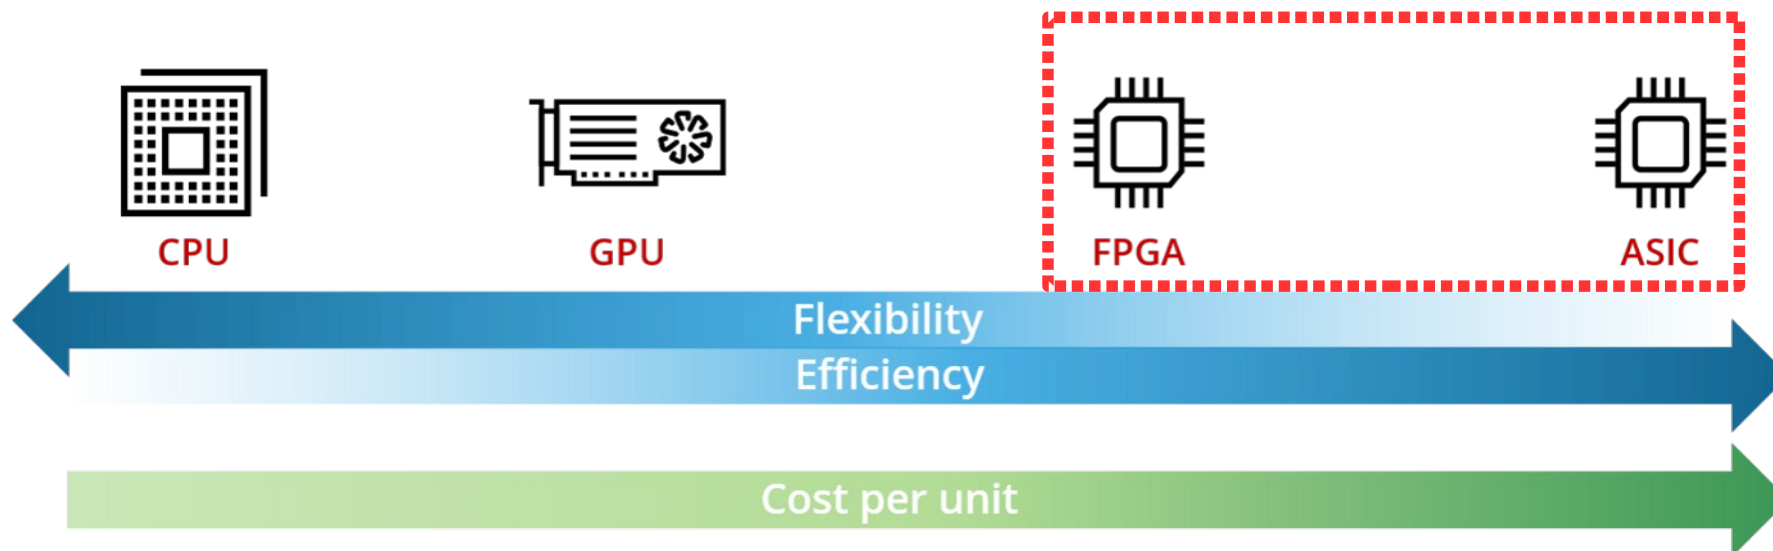 CPU
GPU
FPGA
ASIC
Flexibility
Efficiency
Cost per unit